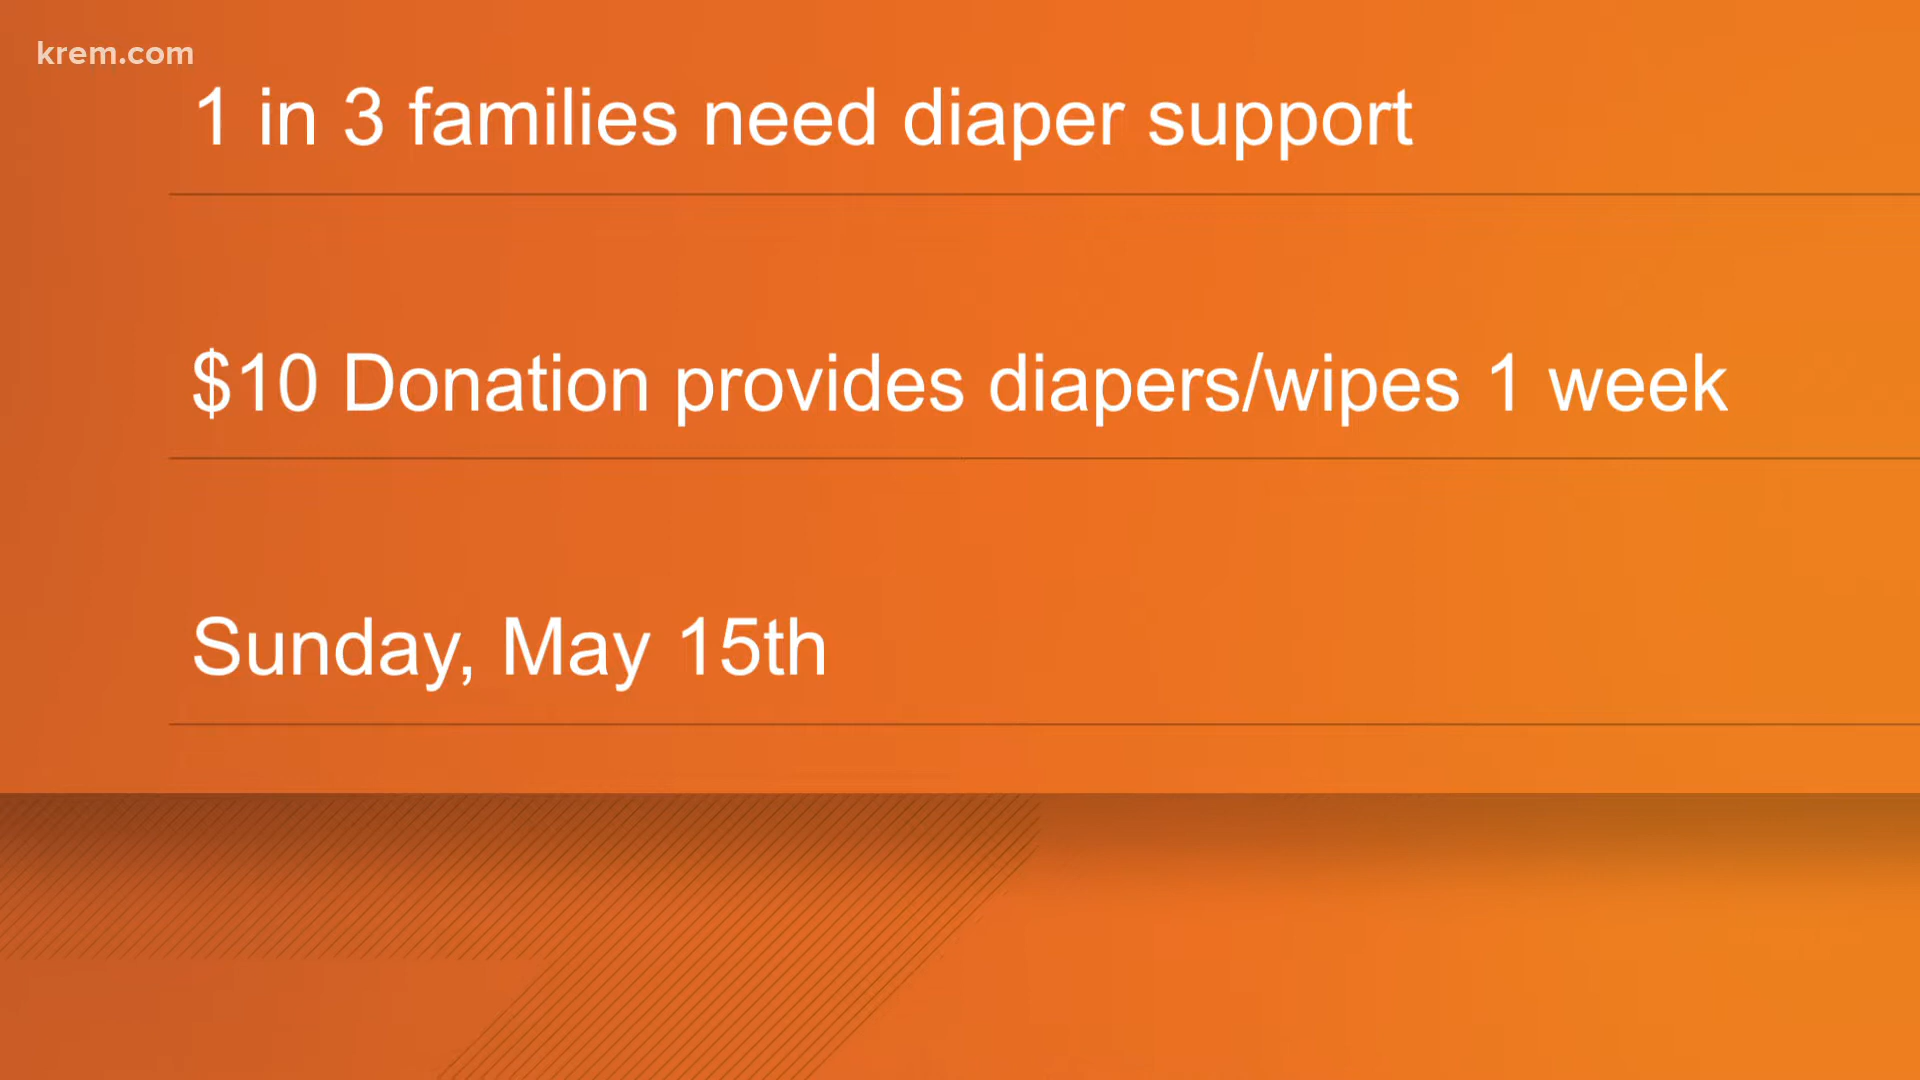 krem.com
1 in 3 families need diaper support
$10 Donation provides diapers/wipes 1 week
Sunday, May 15th